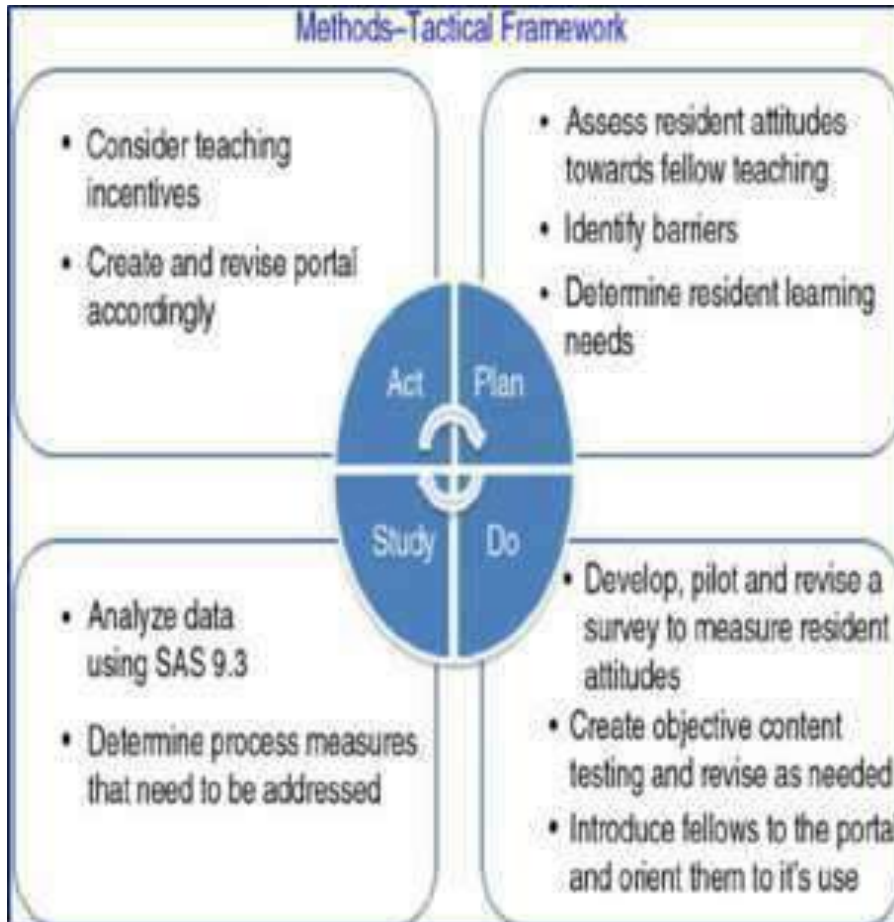 Methods–Tactical Framework
• Consider teaching
incentives
• Create and revise portal
accordingly
• Assess resident attitudes
towards fellow teaching
• Identify barriers
• Determine resident learning
needs
Act
Plan
Study
Do
• Analyze data
using SAS 9.3
• Determine process measures
that need to be addressed
• Develop, pilot and revise a
survey to measure resident
attitudes
• Create objective content
testing and revise as needed
• Introduce fellows to the portal
and orient them to it's use